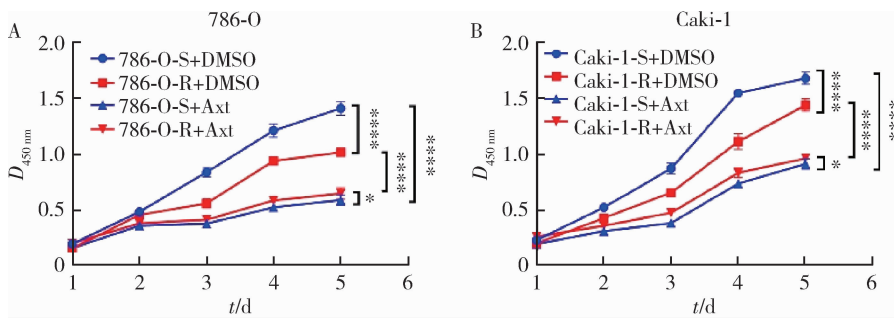 A
786-O
2.0
1.5
1.0
0.5
0
D450 nm
786-O-S+DMSO
786-O-R+DMSO
786-O-S+Axt
786-O-R+Axt
****
****
****
*
1
2
3
4
5
6
t/d
B
Caki-1
2.0
1.5
1.0
0.5
0
D450 nm
Caki-1-S+DMSO
Caki-1-R+DMSO
Caki-1-S+Axt
Caki-1-R+Axt
****
****
****
*
1
2
3
4
5
6
t/d